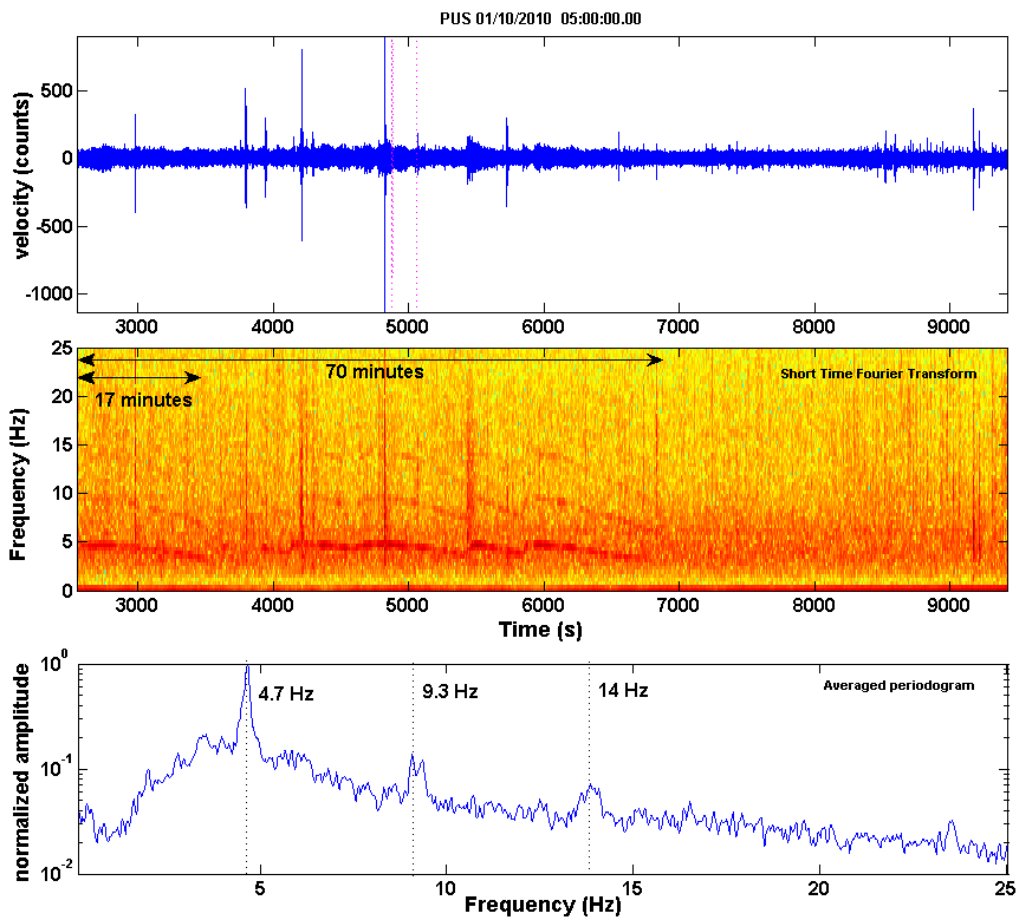 PUS 01/10/2010  05:00:00.00
velocity (counts)
500
0
-500
-1000
3000 4000 5000 6000 7000 8000 9000
Frequency (Hz)
25
20
15
10
5
0
70 minutes
17 minutes
Short Time Fourier Transform
3000 4000 5000 6000 7000 8000 9000
Time (s)
normalized amplitude
10^0
10^-1
10^-2
4.7 Hz
9.3 Hz
14 Hz
Averaged periodogram
5 10 15 20 25
Frequency (Hz)